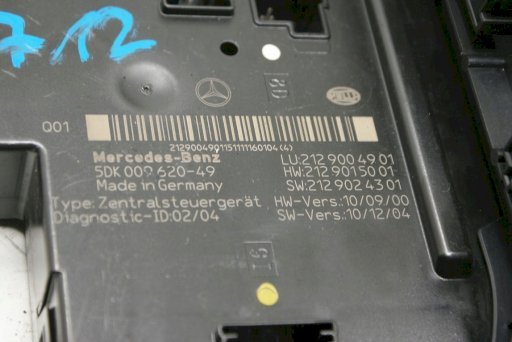 712
001
2129004901151111160104(4)
Mercedes-Benz
5DK 009 620-49
Made in Germany
Type: Zentralsteuergerät
Diagnostic-ID:02/04
LU:212 900 49 01
HW:212 901 50 01
SW:212 902 43 01
HW-Vers.:10/09/00
SW-Vers.:10/12/04